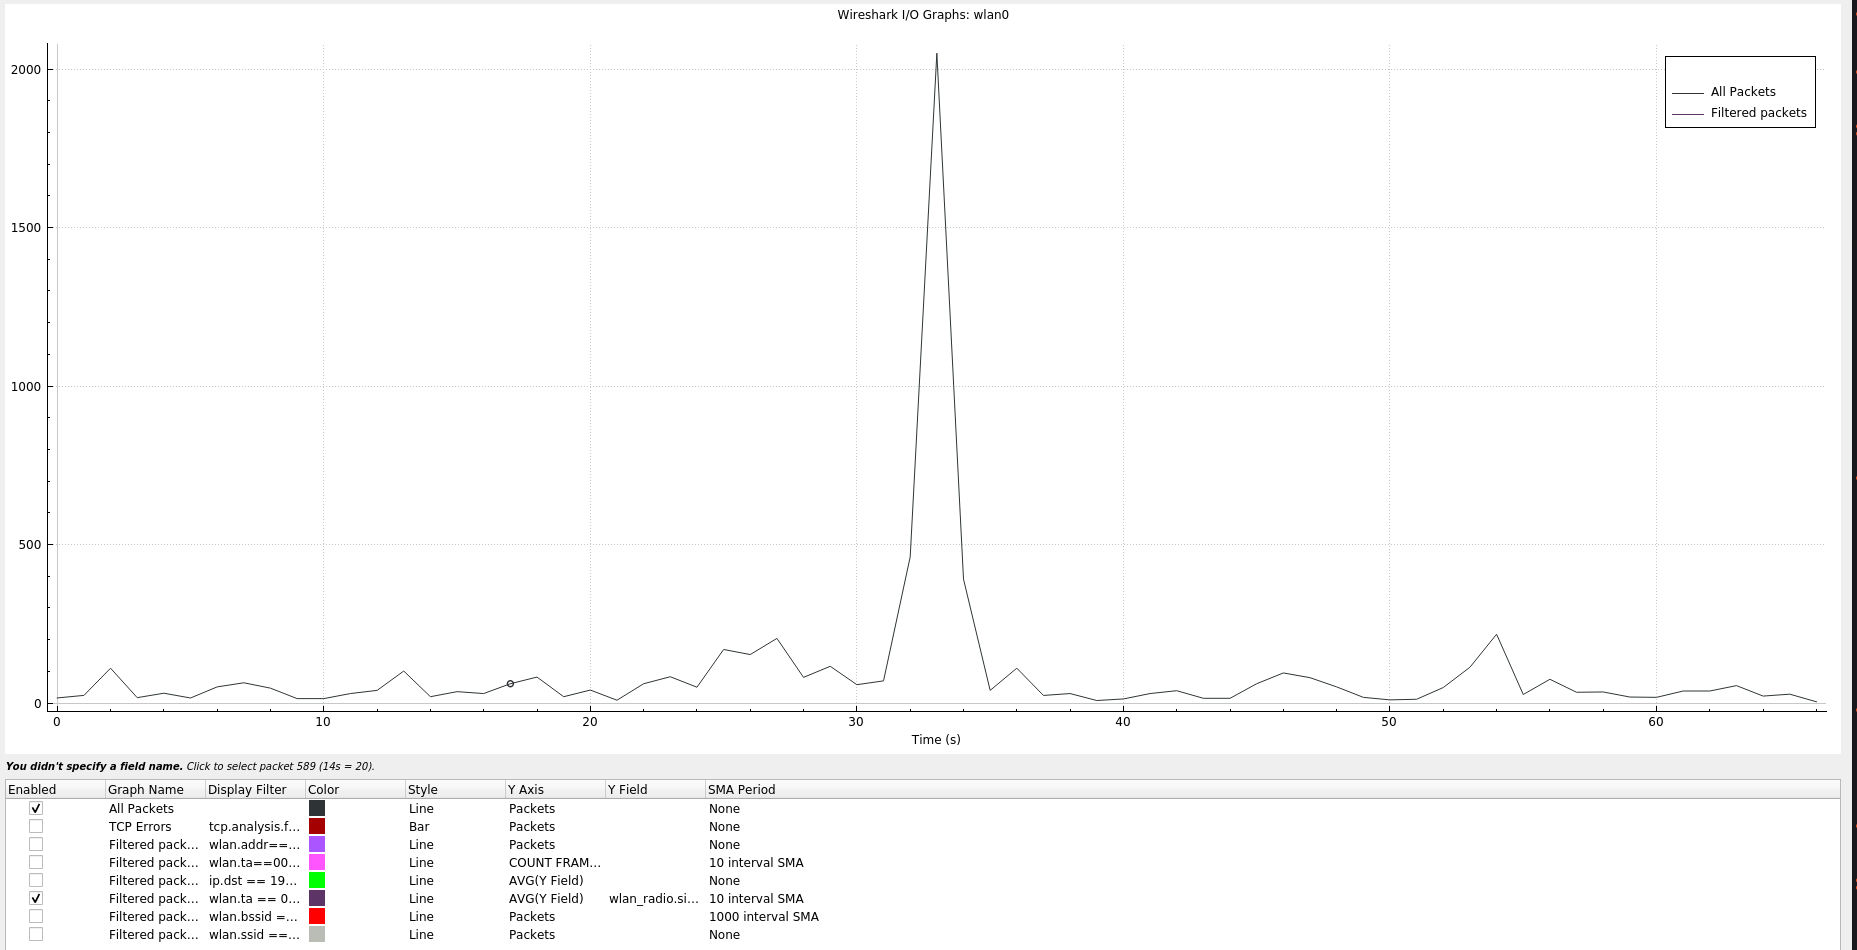 Wireshark I/O Graphs: wlan0
All Packets
Filtered packets
2000
1500
1000
500
0
0 10 20 30 40 50 60
Time (s)
You didn't specify a field name. Click to select packet 589 (14s = 20).
Enabled Graph Name Display Filter Color Style Y Axis Y Field SMA Period
All Packets Line Packets None
TCP Errors tcp.analysis.f... Bar Packets None
Filtered pack... wlan.addr==... Line Packets None
Filtered pack... wlan.ta==00... Line COUNT FRAM... 10 interval SMA
Filtered pack... ip.dst == 19... Line AVG(Y Field) None
Filtered pack... wlan.ta == 0... Line AVG(Y Field) wlan_radio.si... 10 interval SMA
Filtered pack... wlan.bssid =... Line Packets 1000 interval SMA
Filtered pack... wlan.ssid ==... Line Packets None